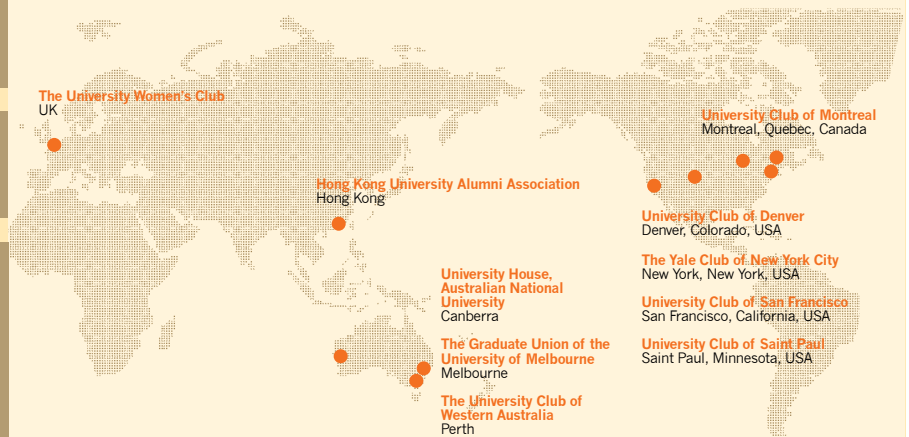 The University Women's Club
UK
University Club of Montreal
Montreal, Quebec, Canada
Hong Kong University Alumni Association
Hong Kong
University Club of Denver
Denver, Colorado, USA
The Yale Club of New York City
New York, New York, USA
University Club of San Francisco
San Francisco, California, USA
University Club of Saint Paul
Saint Paul, Minnesota, USA
University House,
Australian National
University
Canberra
The Graduate Union of the
University of Melbourne
Melbourne
The University Club of
Western Australia
Perth